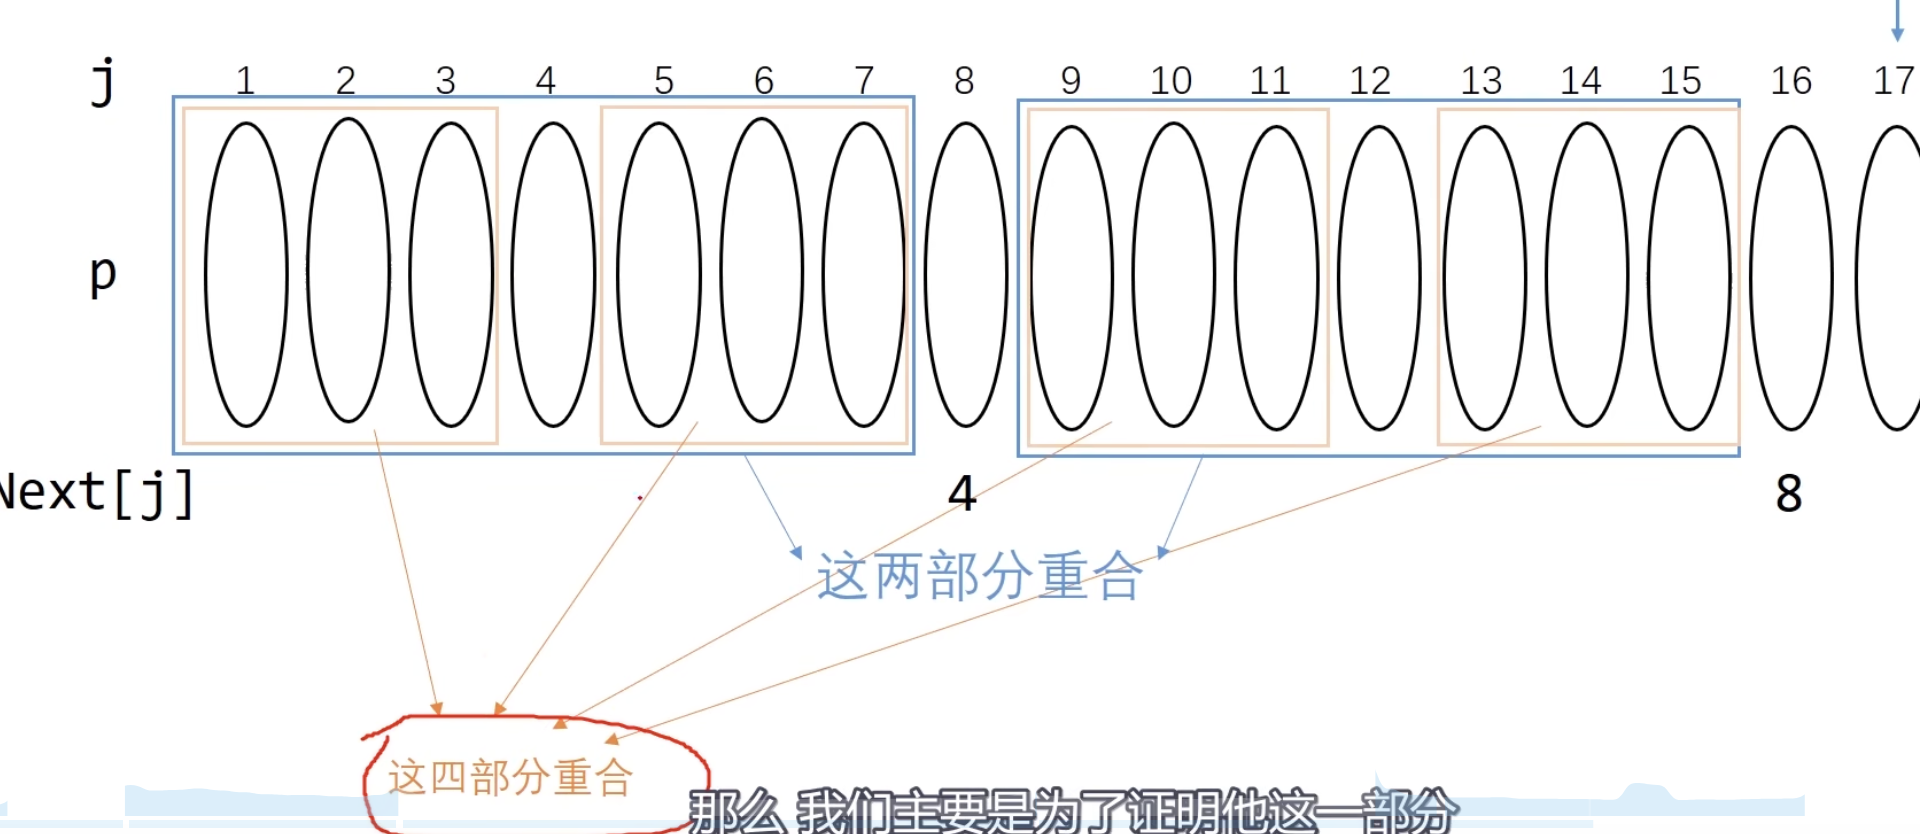 j 1 2 3 4 5 6 7 8 9 10 11 12 13 14 15 16 17
p
Next[j] 4 8
这两部分重合
这四部分重合
那么 我们主要是为了证明他这一部分